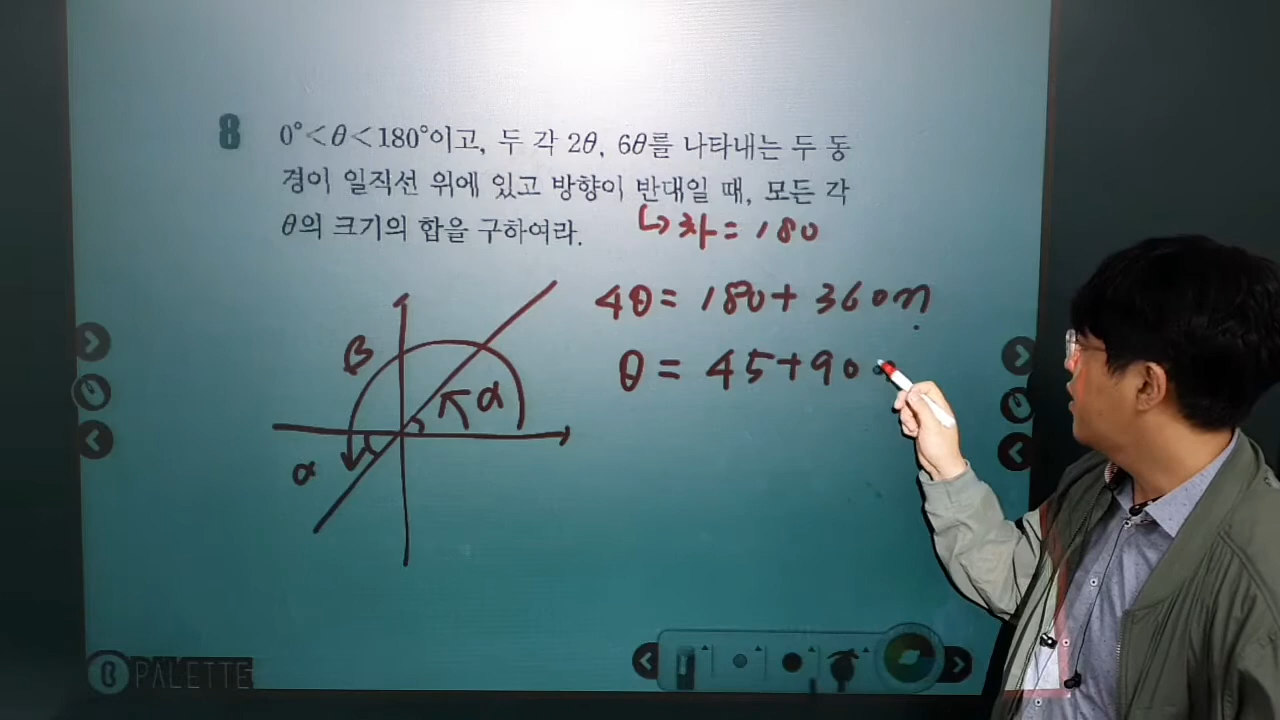 8 0°<θ<180°이고, 두 각 2θ, 6θ를 나타내는 두 동
경이 일직선 위에 있고 방향이 반대일 때, 모든 각
θ의 크기의 합을 구하여라.
↳ 차 = 180
4θ = 180 + 360n
θ = 45 + 90
β
α
α
PALETTE